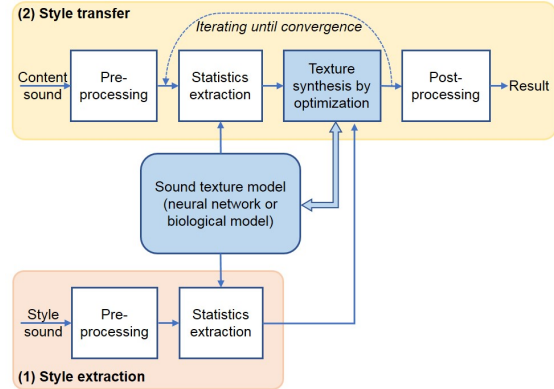 (2) Style transfer
Iterating until convergence
Content
sound
Pre-
processing
Statistics
extraction
Texture
synthesis by
optimization
Post-
processing
Result
Sound texture model
(neural network or
biological model)
Style
sound
Pre-
processing
Statistics
extraction
(1) Style extraction